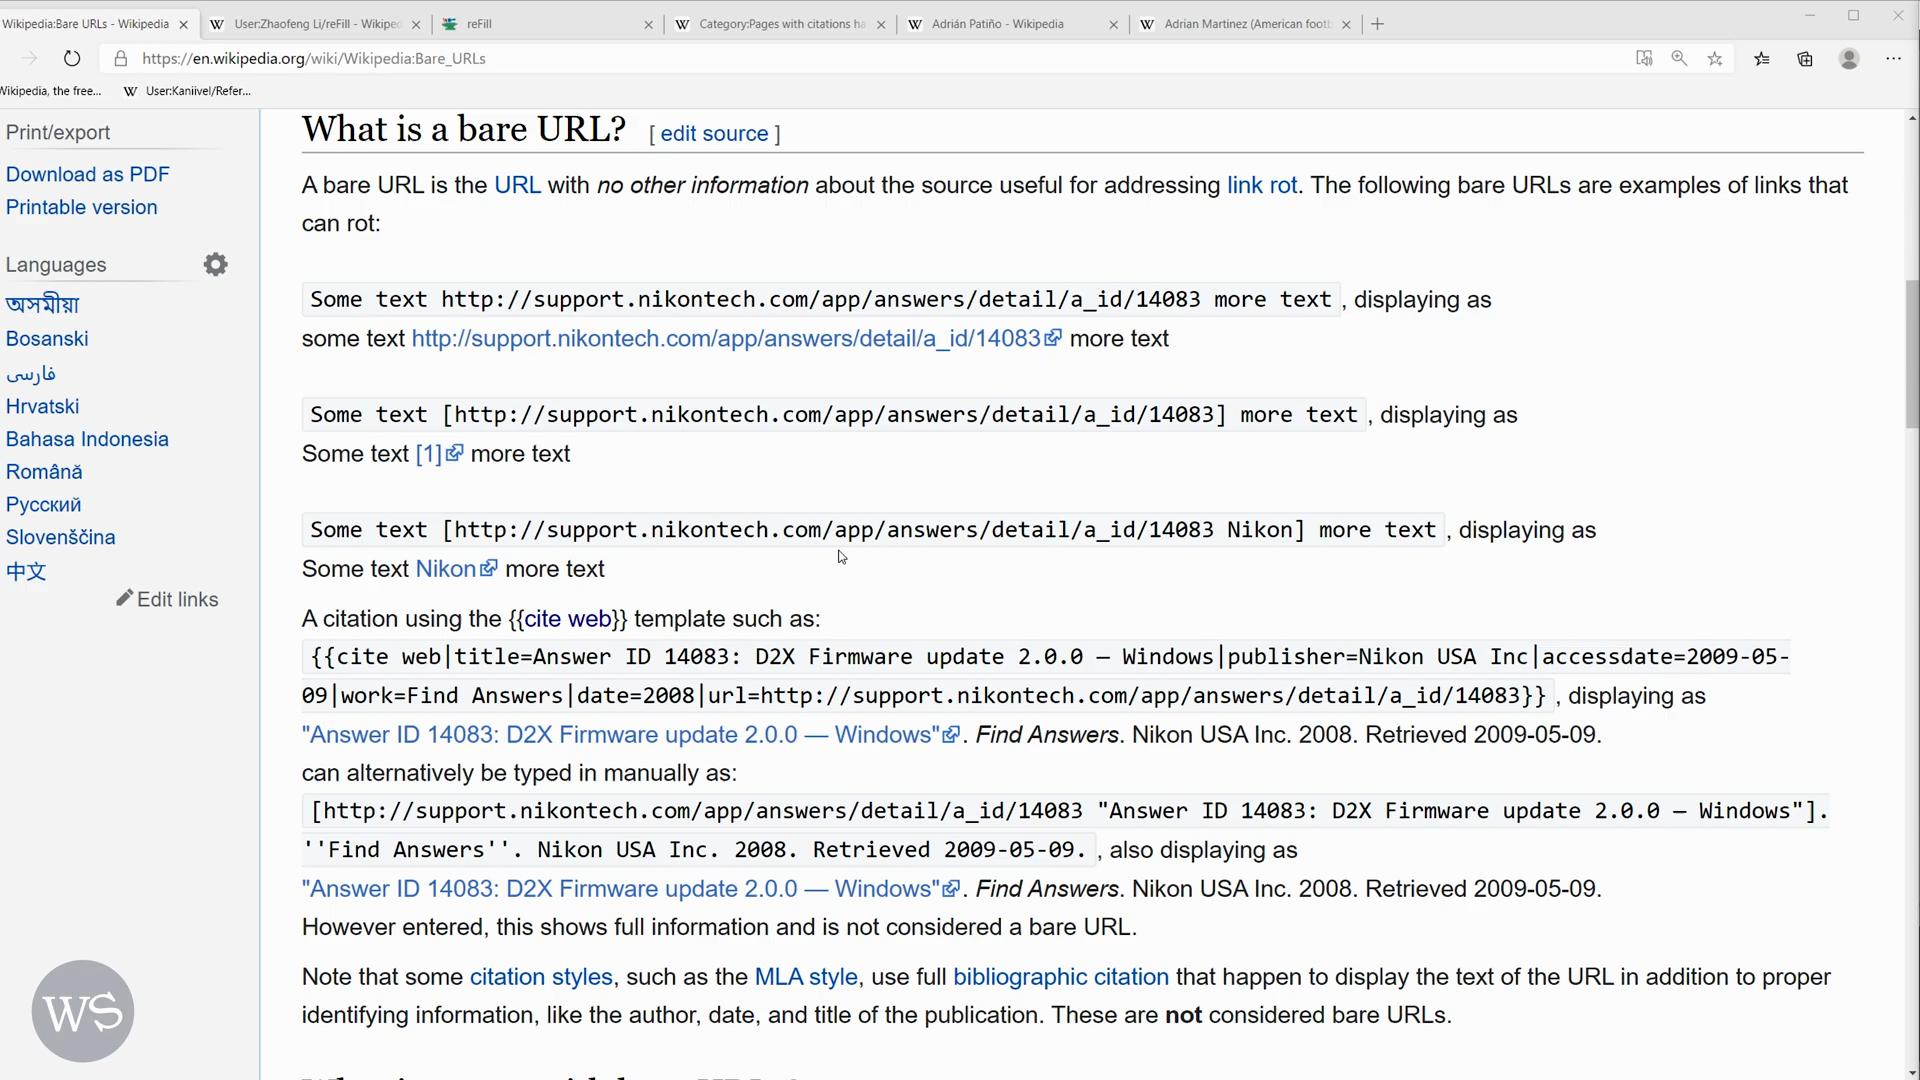 Wikipedia:Bare URLs - Wikipedia
User:Zhaofeng Li/reFill - Wikiped
reFill
Category:Pages with citations ha
Adrián Patiño - Wikipedia
Adrian Martinez (American footb
https://en.wikipedia.org/wiki/Wikipedia:Bare_URLs
Wikipedia, the free...
User:Kaniivel/Refer...
Print/export
Download as PDF
Printable version
Languages
অসমীয়া
Bosanski
فارسی
Hrvatski
Bahasa Indonesia
Română
Русский
Slovenščina
中文
Edit links
WS
What is a bare URL? [ edit source ]
A bare URL is the URL with no other information about the source useful for addressing link rot. The following bare URLs are examples of links that
can rot:
Some text http://support.nikontech.com/app/answers/detail/a_id/14083 more text , displaying as
some text http://support.nikontech.com/app/answers/detail/a_id/14083 more text
Some text [http://support.nikontech.com/app/answers/detail/a_id/14083] more text , displaying as
Some text [1] more text
Some text [http://support.nikontech.com/app/answers/detail/a_id/14083 Nikon] more text , displaying as
Some text Nikon more text
A citation using the {{cite web}} template such as:
{{cite web|title=Answer ID 14083: D2X Firmware update 2.0.0 — Windows|publisher=Nikon USA Inc|accessdate=2009-05-
09|work=Find Answers|date=2008|url=http://support.nikontech.com/app/answers/detail/a_id/14083}} , displaying as
"Answer ID 14083: D2X Firmware update 2.0.0 — Windows". Find Answers. Nikon USA Inc. 2008. Retrieved 2009-05-09.
can alternatively be typed in manually as:
[http://support.nikontech.com/app/answers/detail/a_id/14083 "Answer ID 14083: D2X Firmware update 2.0.0 — Windows"].
''Find Answers''. Nikon USA Inc. 2008. Retrieved 2009-05-09. , also displaying as
"Answer ID 14083: D2X Firmware update 2.0.0 — Windows". Find Answers. Nikon USA Inc. 2008. Retrieved 2009-05-09.
However entered, this shows full information and is not considered a bare URL.
Note that some citation styles, such as the MLA style, use full bibliographic citation that happen to display the text of the URL in addition to proper
identifying information, like the author, date, and title of the publication. These are not considered bare URLs.